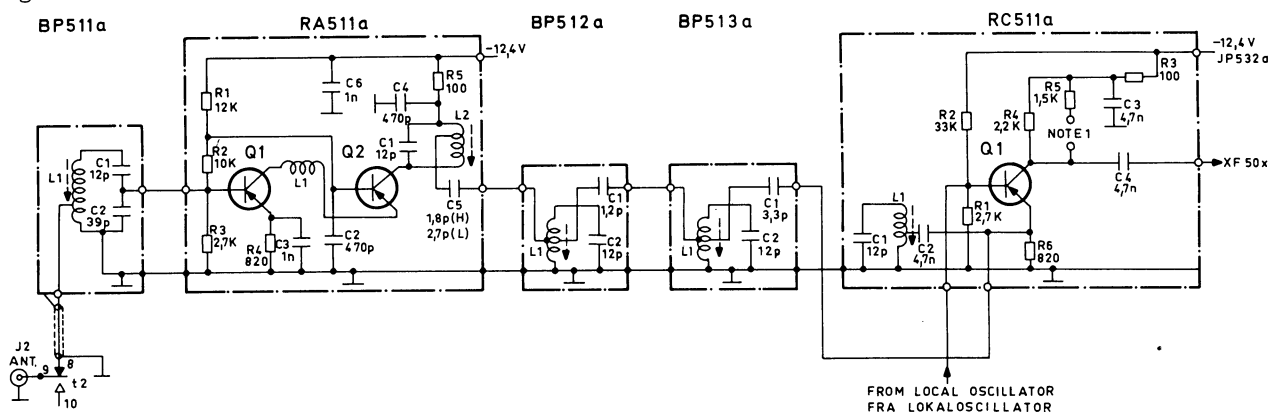 BP511a
RA511a
BP512a
BP513a
RC511a
L1
C1
12p
C2
39p
J2
ANT.
9
8
t2
10
R1
12K
R2
10K
R3
2,7K
Q1
L1
R4
820
C3
1n
C6
1n
C4
470p
-12,4V
R5
100
L2
C1
12p
Q2
C2
470p
C5
1,8p(H)
2,7p(L)
L1
C1
1,2p
C2
12p
L1
C1
3,3p
C2
12p
-12,4V
JP532a
R3
100
R5
1,5K
R4
2,2K
C3
4,7n
R2
33K
NOTE 1
Q1
C4
4,7n
XF50x
L1
C1
12p
C2
4,7n
R1
2,7K
R6
820
FROM LOCAL OSCILLATOR
FRA LOKALOSCILLATOR